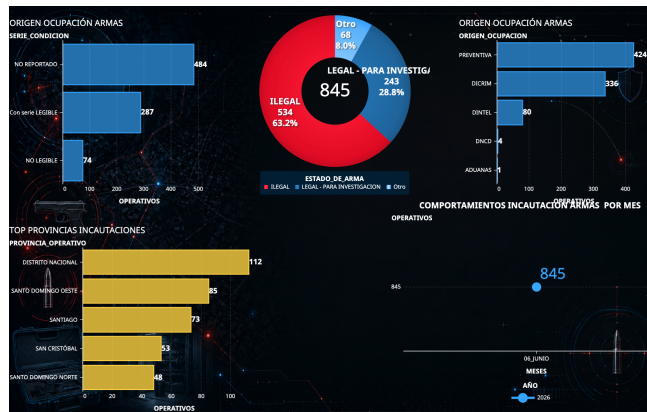 ORIGEN OCUPACIÓN ARMAS
SERIE_CONDICION
NO REPORTADO
484
Con serie LEGIBLE
287
NO LEGIBLE
74
0 100 200 300 400 500
OPERATIVOS
Otro
68
8.0%
LEGAL - PARA INVESTIGA
243
28.8%
845
ILEGAL
534
63.2%
ESTADO_DE_ARMA
ILEGAL LEGAL - PARA INVESTIGACION Otro
ORIGEN OCUPACIÓN ARMAS
ORIGEN_OCUPACION
PREVENTIVA
424
DICRIM
336
DINTEL
80
DNCD
4
ADUANAS
1
0 100 200 300 400
OPERATIVOS
TOP PROVINCIAS INCAUTACIONES
PROVINCIA_OPERATIVO
DISTRITO NACIONAL
112
SANTO DOMINGO OESTE
85
SANTIAGO
73
SAN CRISTÓBAL
53
SANTO DOMINGO NORTE
48
0 20 40 60 80 100
OPERATIVOS
COMPORTAMIENTOS INCAUTACIÓN ARMAS POR MES
OPERATIVOS
845
845
06_JUNIO
MESES
AÑO
2026